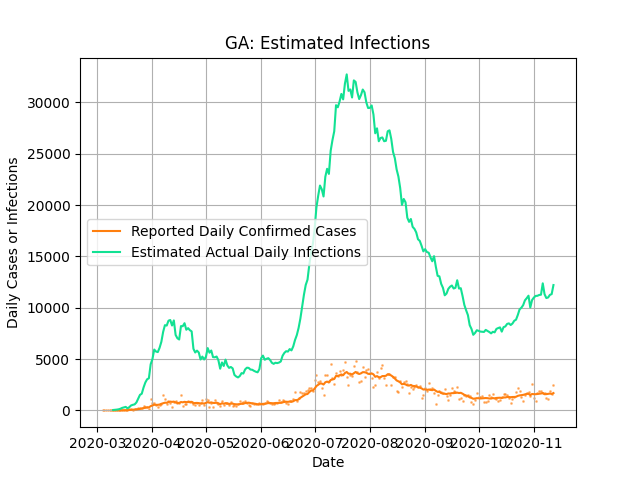 GA: Estimated Infections
Daily Cases or Infections
30000
25000
20000
15000
10000
5000
0
Reported Daily Confirmed Cases
Estimated Actual Daily Infections
2020-03 2020-04 2020-05 2020-06 2020-07 2020-08 2020-09 2020-10 2020-11
Date